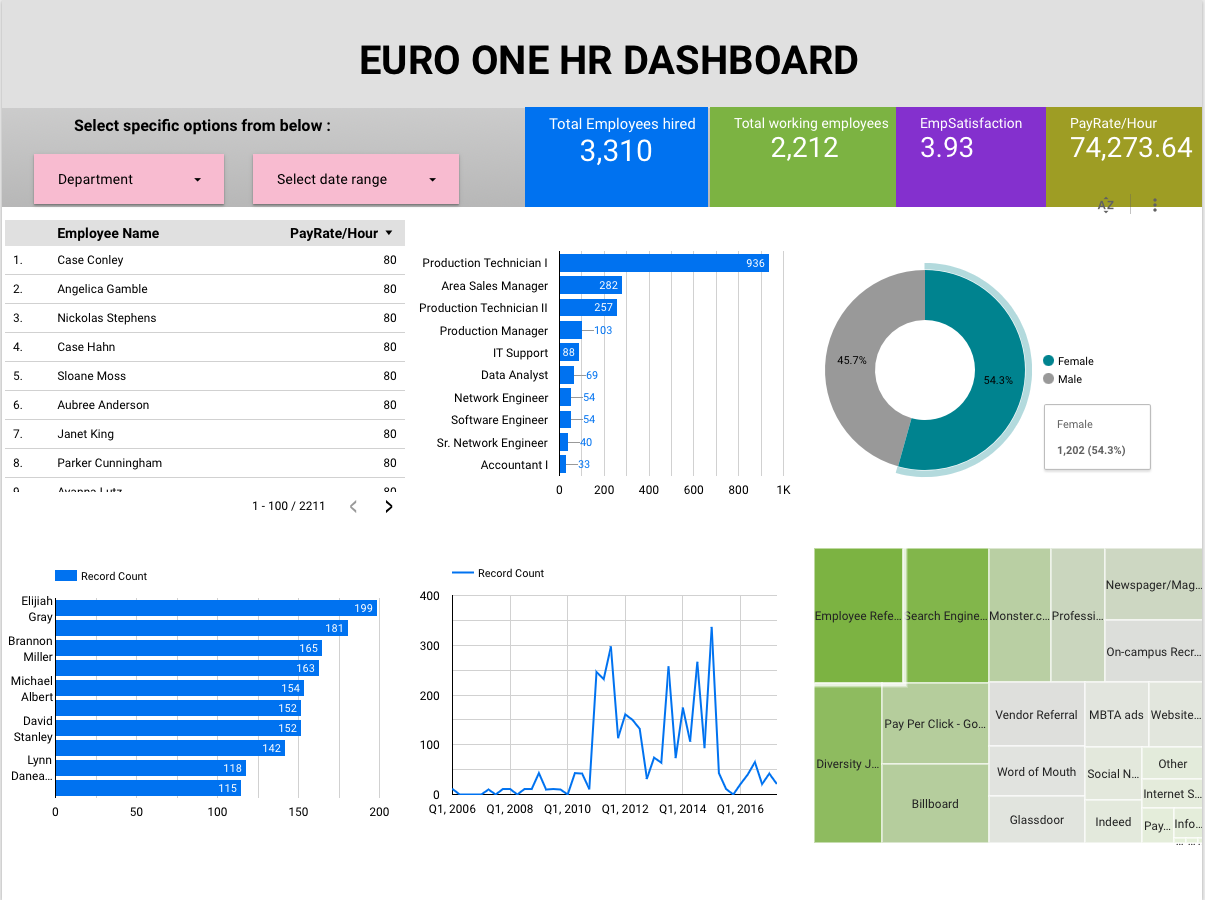 EURO ONE HR DASHBOARD
Select specific options from below :
Department
Select date range
Total Employees hired
3,310
Total working employees
2,212
EmpSatisfaction
3.93
PayRate/Hour
74,273.64
AZ
Employee Name PayRate/Hour
1. Case Conley 80
2. Angelica Gamble 80
3. Nickolas Stephens 80
4. Case Hahn 80
5. Sloane Moss 80
6. Aubree Anderson 80
7. Janet King 80
8. Parker Cunningham 80
1 - 100 / 2211
Production Technician I 936
Area Sales Manager 282
Production Technician II 257
Production Manager 103
IT Support 88
Data Analyst 69
Network Engineer 54
Software Engineer 54
Sr. Network Engineer 40
Accountant I 33
0 200 400 600 800 1K
45.7%
54.3%
Female
Male
Female
1,202 (54.3%)
Record Count
Elijiah
Gray
Brannon
Miller
Michael
Albert
David
Stanley
Lynn
Danea...
199
181
165
163
154
152
152
142
118
115
0 50 100 150 200
Record Count
400
300
200
100
0
Q1, 2006 Q1, 2008 Q1, 2010 Q1, 2012 Q1, 2014 Q1, 2016
Employee Refe...
Search Engine...
Monster.c...
Professi...
Newspager/Mag...
On-campus Recr...
Diversity J...
Pay Per Click - Go...
Billboard
Vendor Referral
MBTA ads
Website...
Word of Mouth
Social N...
Other
Internet S...
Glassdoor
Indeed
Pay...
Info...